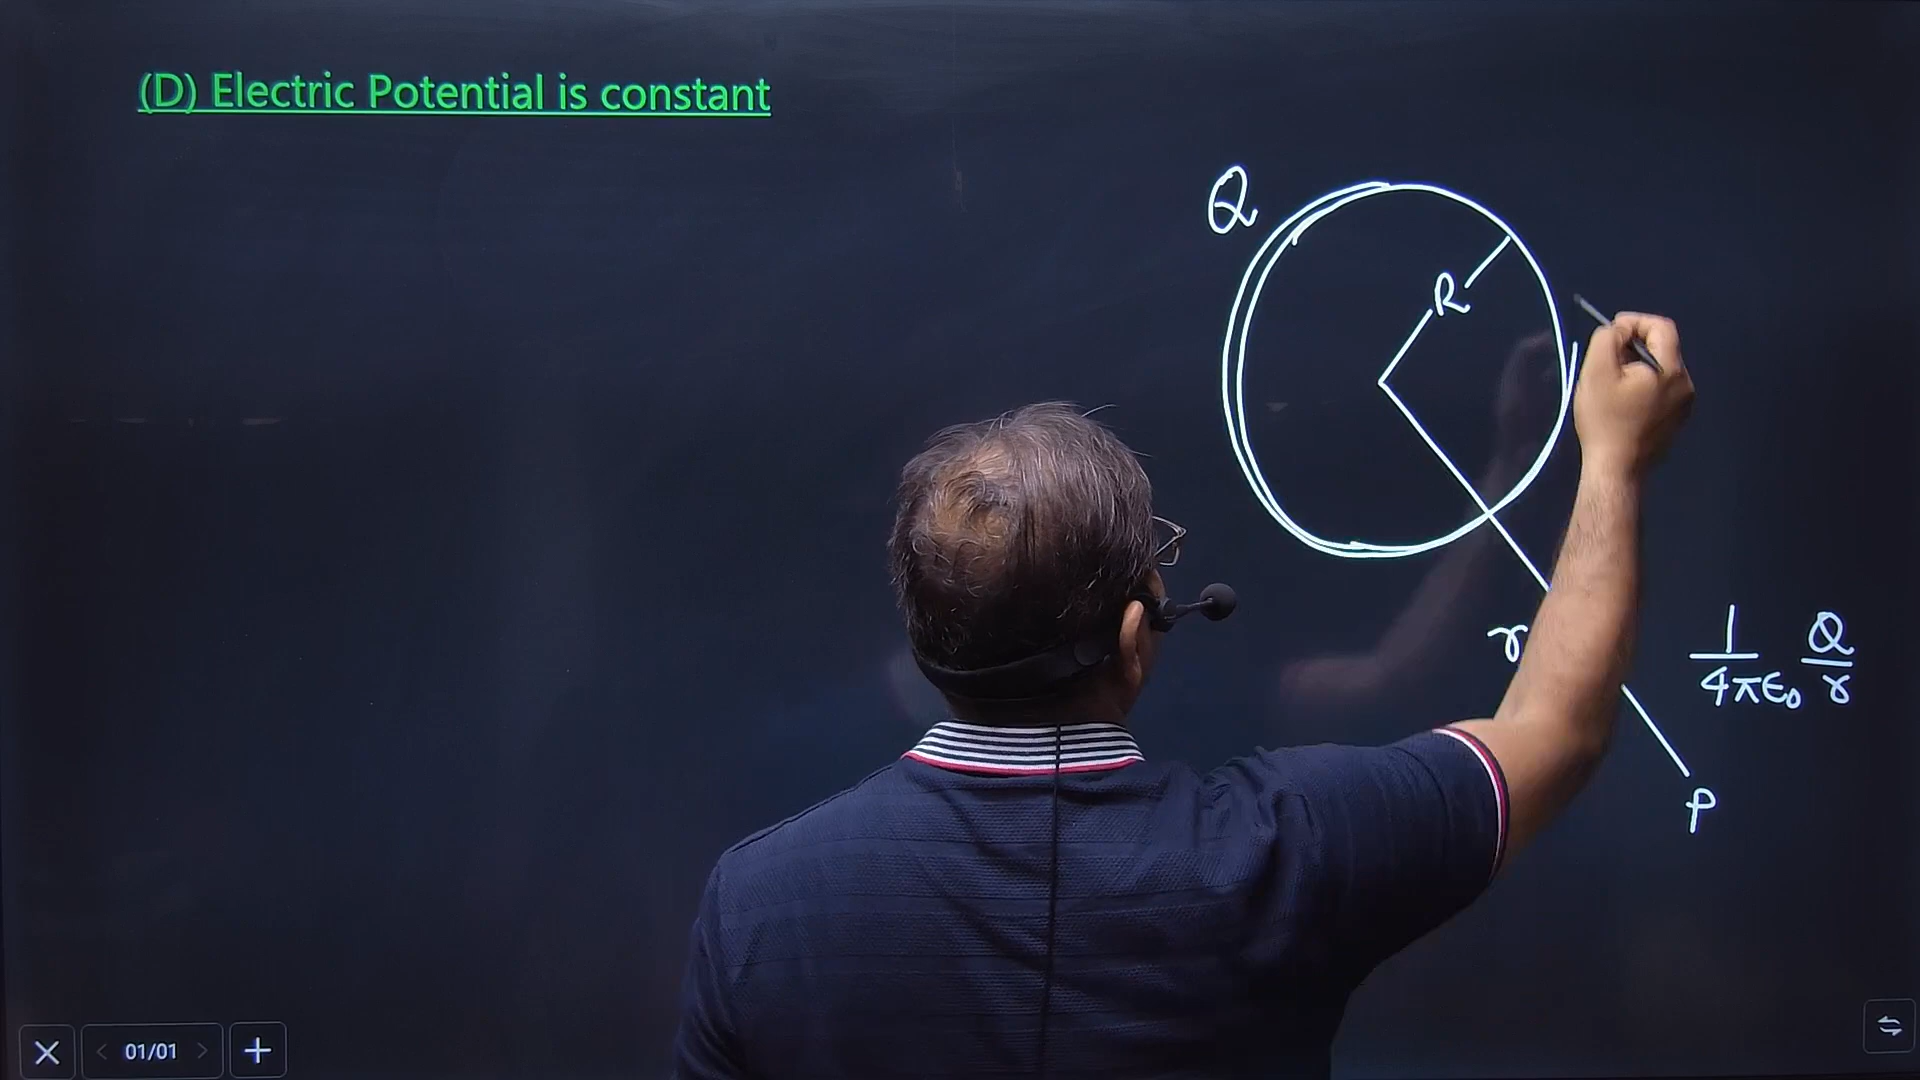 (D) Electric Potential is constant
Q
R
r
1 Q
4πϵ₀ r
P
01/01